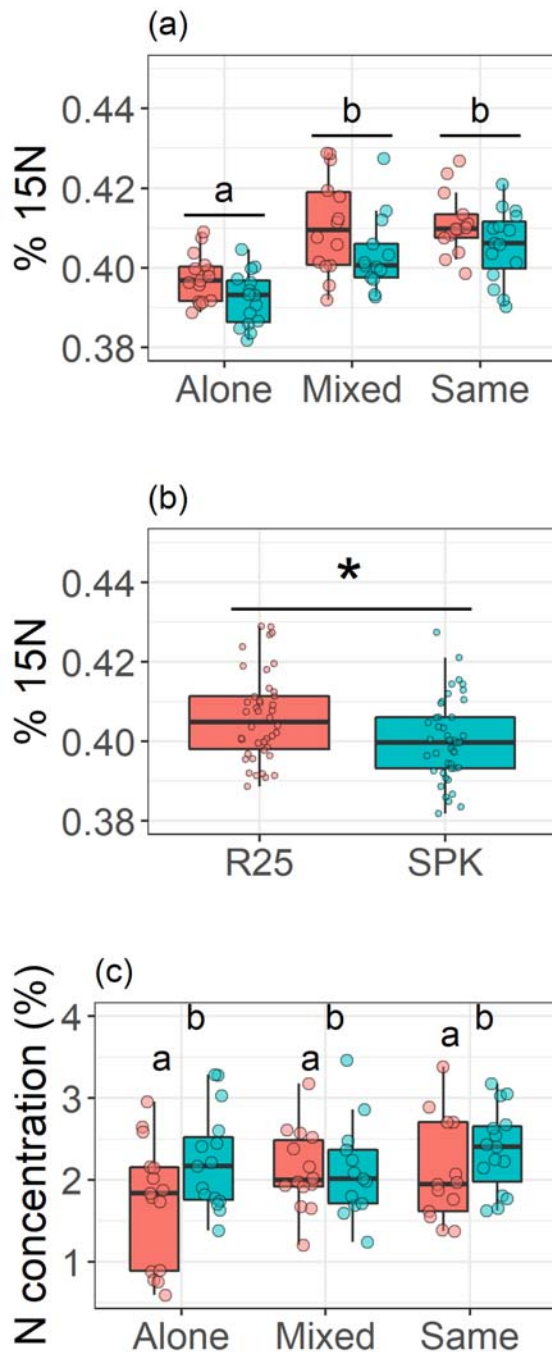 (a)
% 15N
0.44
0.42
0.40
0.38
a
b
b
Alone
Mixed
Same
(b)
% 15N
0.44
0.42
0.40
0.38
*
R25
SPK
(c)
N concentration (%)
4
3
2
1
a
b
a
b
a
b
Alone
Mixed
Same